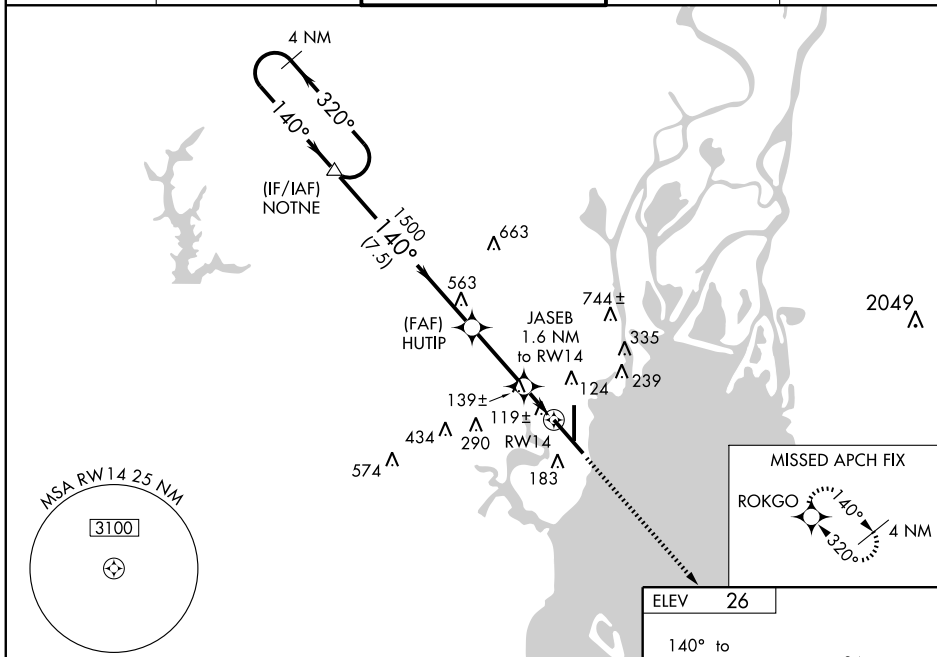 4 NM
320°
140°
(IF/IAF)
NOTNE
1500
140°
(7.5)
663
563
(FAF)
HUTIP
JASEB
1.6 NM
to RW14
744±
2049
335
239
124
139±
119±
RW14
434
290
574
183
MSA RW14 25 NM
3100
MISSED APCH FIX
ROKGO
140°
320°
4 NM
ELEV 26
140° to